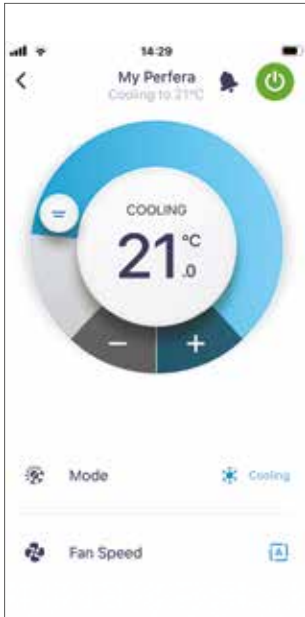 14:29
My Perfera
Cooling to 21°C
COOLING
21 °C
.0
− +
Mode Cooling
Fan Speed A